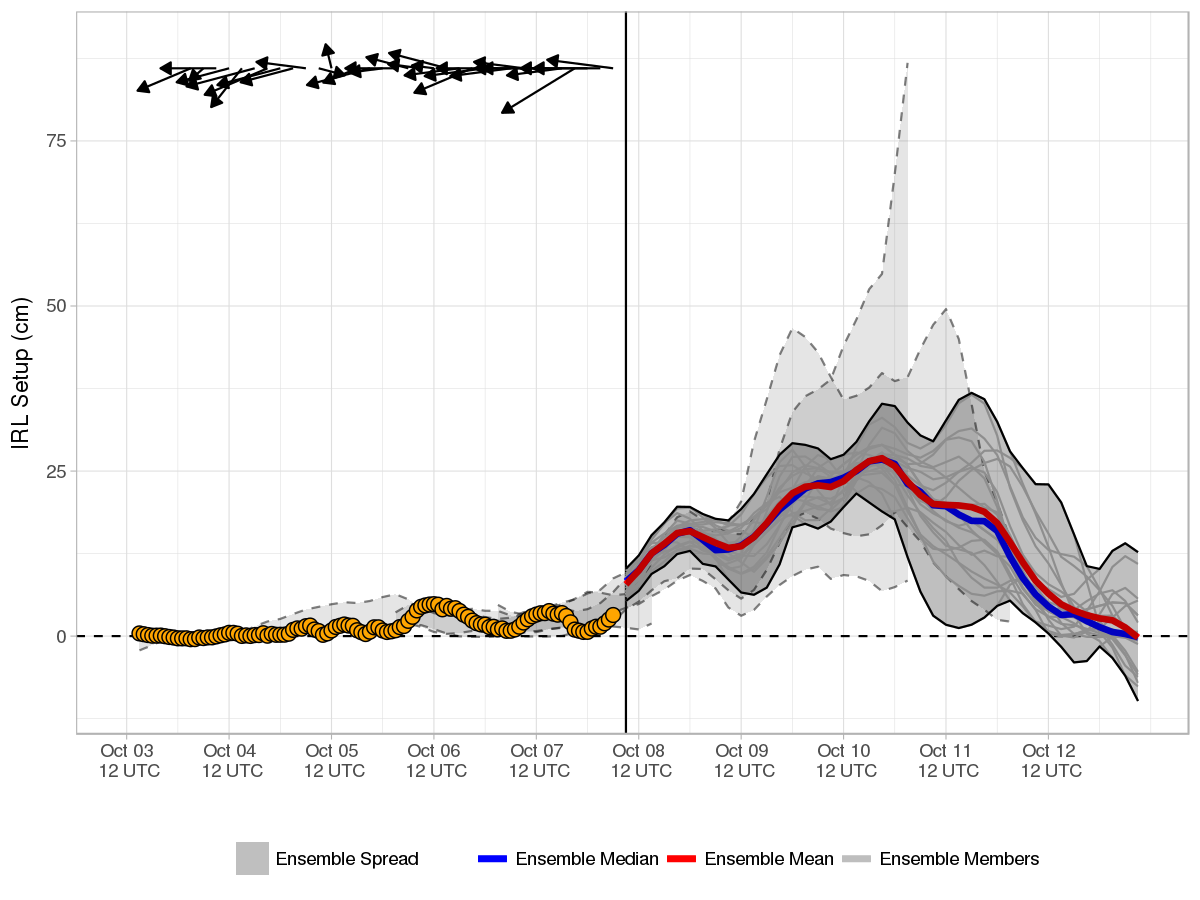 IRL Setup (cm)
75
50
25
0
Oct 03 Oct 04 Oct 05 Oct 06 Oct 07 Oct 08 Oct 09 Oct 10 Oct 11 Oct 12
12 UTC 12 UTC 12 UTC 12 UTC 12 UTC 12 UTC 12 UTC 12 UTC 12 UTC 12 UTC
Ensemble Spread Ensemble Median Ensemble Mean Ensemble Members